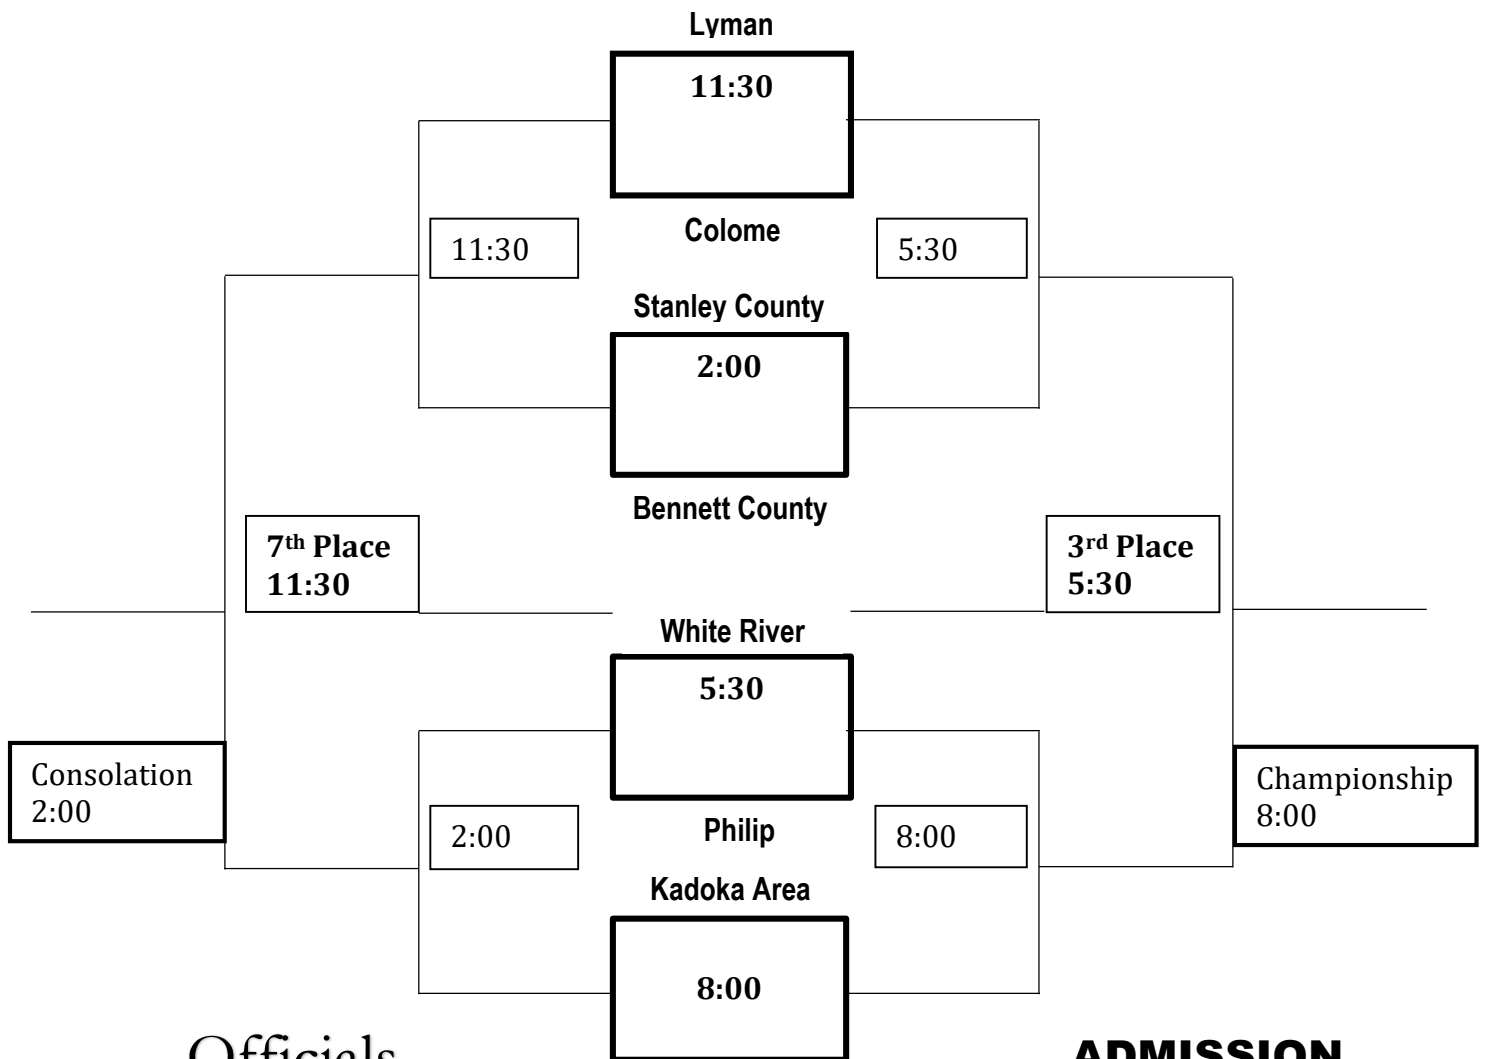 Lyman
11:30
Colome
11:30
5:30
Stanley County
2:00
Bennett County
7th Place
11:30
3rd Place
5:30
White River
5:30
Consolation
2:00
Championship
8:00
Philip
2:00
8:00
Kadoka Area
8:00
Officials
ADMISSION